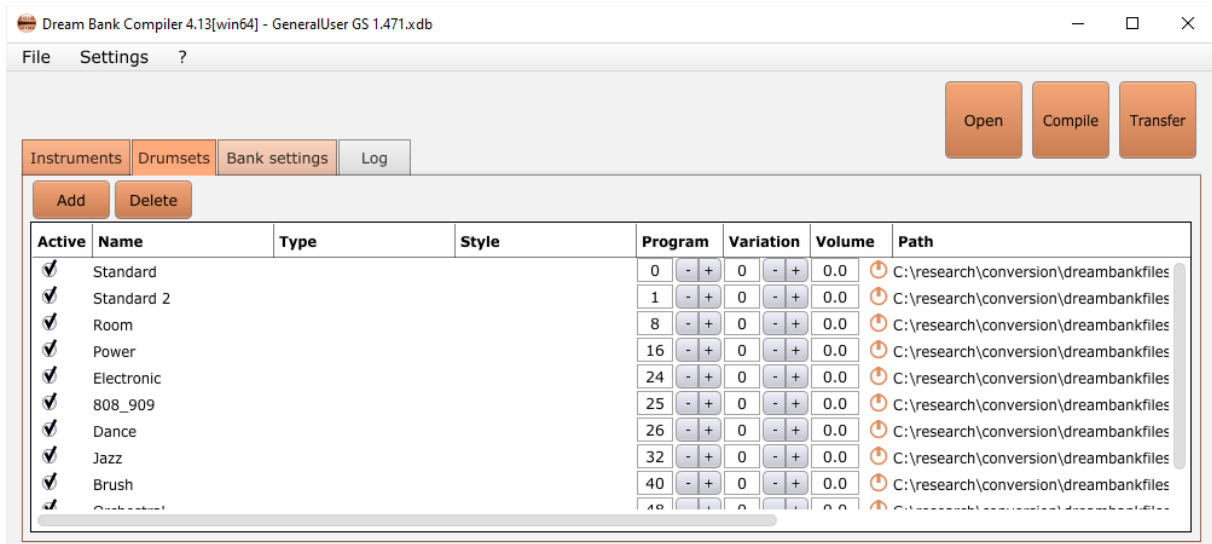 Dream Bank Compiler 4.13[win64] - GeneralUser GS 1.471.xdb
File Settings ?
Open Compile Transfer
Instruments Drumsets Bank settings Log
Add Delete
Active Name Type Style Program Variation Volume Path
Standard 0 - + 0 - + 0.0 C:\research\conversion\dreambankfiles
Standard 2 1 - + 0 - + 0.0 C:\research\conversion\dreambankfiles
Room 8 - + 0 - + 0.0 C:\research\conversion\dreambankfiles
Power 16 - + 0 - + 0.0 C:\research\conversion\dreambankfiles
Electronic 24 - + 0 - + 0.0 C:\research\conversion\dreambankfiles
808_909 25 - + 0 - + 0.0 C:\research\conversion\dreambankfiles
Dance 26 - + 0 - + 0.0 C:\research\conversion\dreambankfiles
Jazz 32 - + 0 - + 0.0 C:\research\conversion\dreambankfiles
Brush 40 - + 0 - + 0.0 C:\research\conversion\dreambankfiles